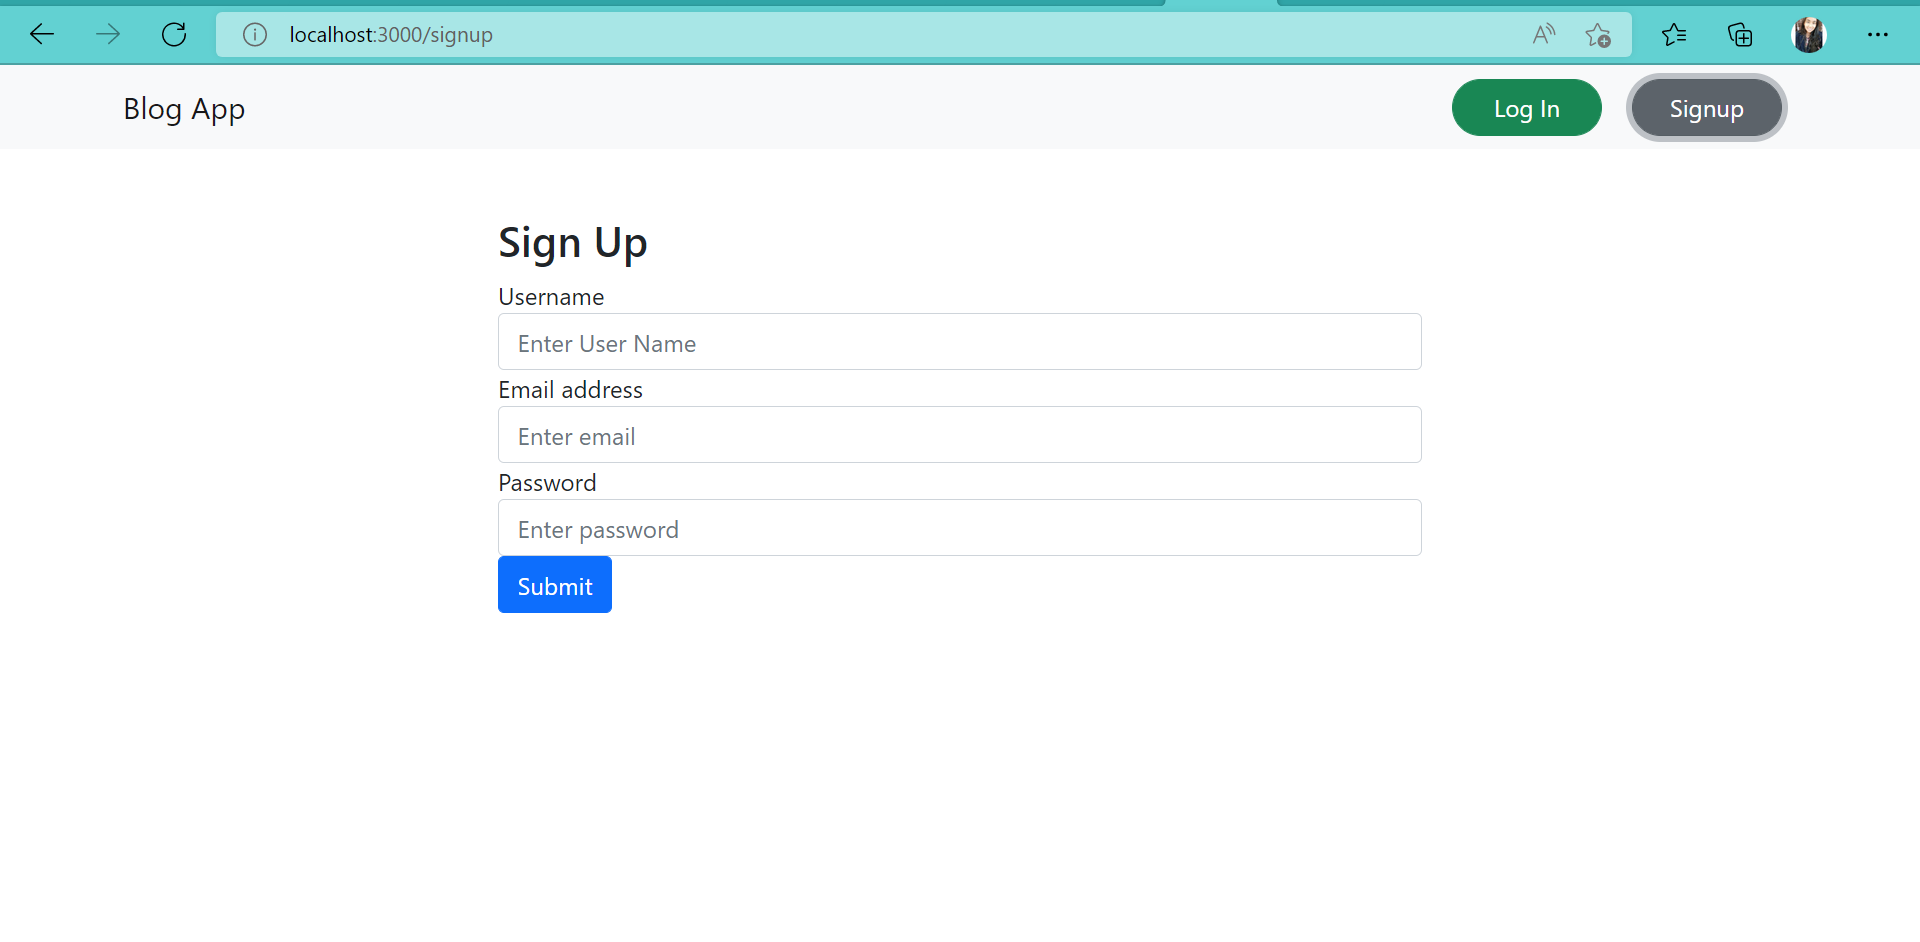 localhost:3000/signup
Blog App
Log In
Signup
Sign Up
Username
Enter User Name
Email address
Enter email
Password
Enter password
Submit